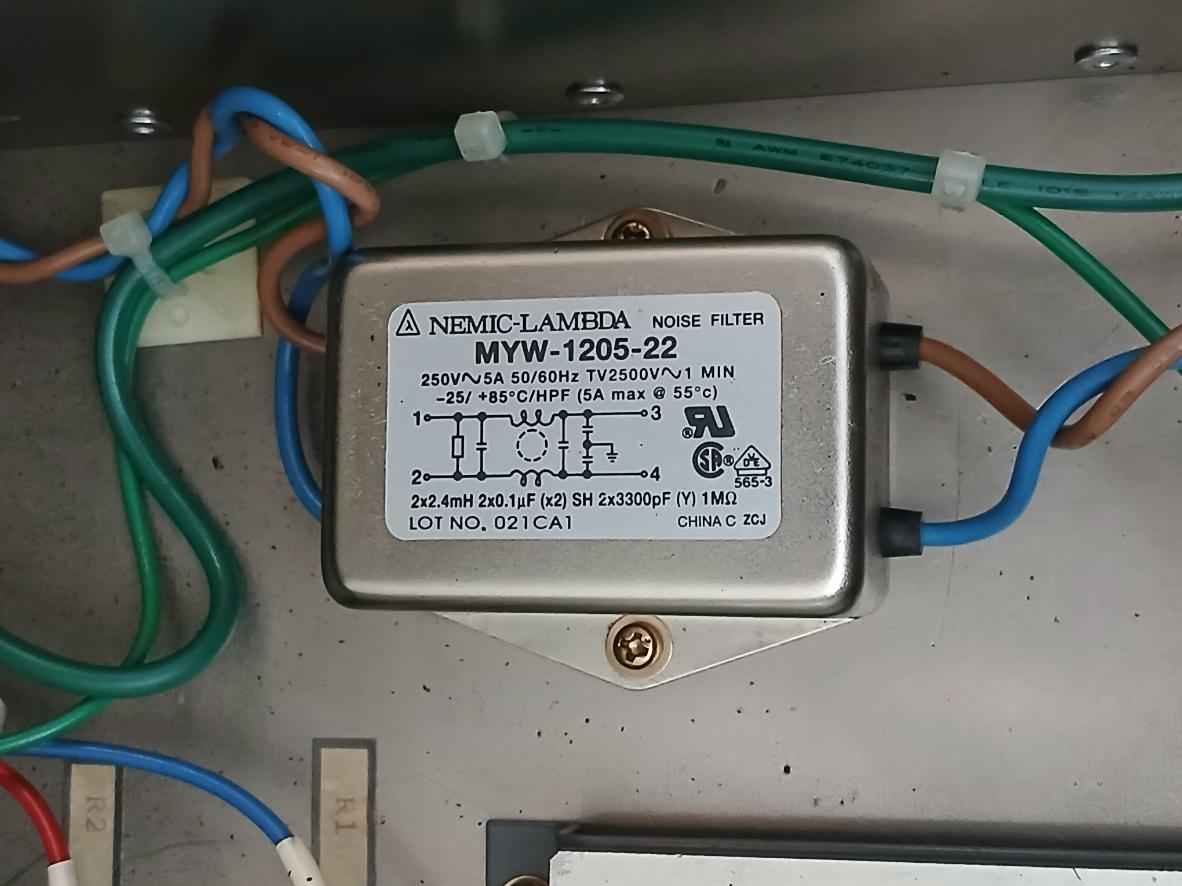 AWM E74037
NEMIC-LAMBDA NOISE FILTER
MYW-1205-22
250V∿5A 50/60Hz TV2500V∿1 MIN
-25/ +85°C/HPF (5A max @ 55°c)
1 3
2 4
565-3
2x2.4mH 2x0.1µF (x2) SH 2x3300pF (Y) 1MΩ
LOT NO. 021CA1 CHINA C ZCJ
R2
R1